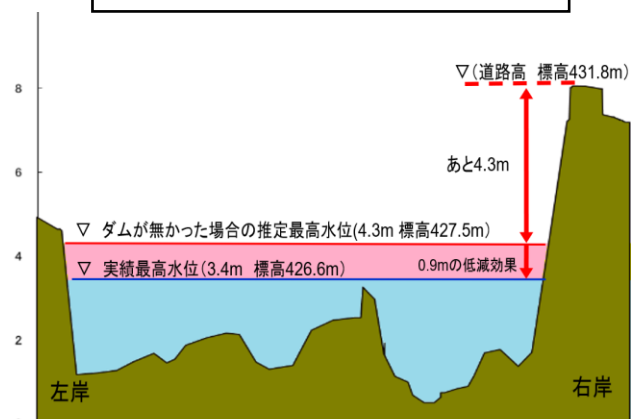 ▽(道路高 標高431.8m)
8
あと4.3m
6
▽ ダムが無かった場合の推定最高水位(4.3m 標高427.5m)
4
▽ 実績最高水位(3.4m 標高426.6m)
0.9mの低減効果
2
左岸
右岸